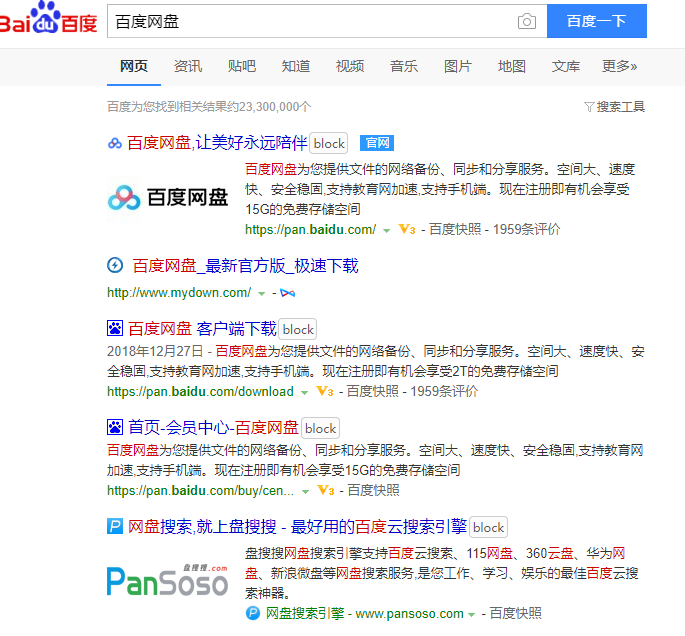 Bai du 百度
百度网盘
百度一下
网页 资讯 贴吧 知道 视频 音乐 图片 地图 文库 更多»
百度为您找到相关结果约23,300,000个
搜索工具
百度网盘,让美好永远陪伴 block 官网
百度网盘
百度网盘为您提供文件的网络备份、同步和分享服务。空间大、速度
快、安全稳固,支持教育网加速,支持手机端。现在注册即有机会享受
15G的免费存储空间
https://pan.baidu.com/ V3 - 百度快照 - 1959条评价
百度网盘_最新官方版_极速下载
http://www.mydown.com/ -
百度网盘 客户端下载 block
2018年12月27日 - 百度网盘为您提供文件的网络备份、同步和分享服务。空间大、速度快、安
全稳固,支持教育网加速,支持手机端。现在注册即有机会享受2T的免费存储空间
https://pan.baidu.com/download V3 - 百度快照 - 1959条评价
首页-会员中心-百度网盘 block
百度网盘为您提供文件的网络备份、同步和分享服务。空间大、速度快、安全稳固,支持教育网
加速,支持手机端。现在注册即有机会享受15G的免费存储空间
https://pan.baidu.com/buy/cen... V3 - 百度快照
网盘搜索,就上盘搜搜 - 最好用的百度云搜索引擎 block
盘搜搜.com
PanSoso
盘搜搜网盘搜索引擎支持百度云搜索、115网盘、360云盘、华为网
盘、新浪微盘等网盘搜索服务,是您工作、学习、娱乐的最佳百度云搜
索神器。
网盘搜索引擎 - www.pansoso.com - 百度快照